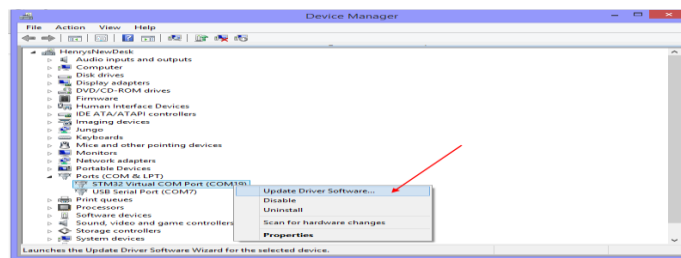 Device Manager
File Action View Help
HenrysNewDesk
Audio inputs and outputs
Computer
Disk drives
Display adapters
DVD/CD-ROM drives
Firmware
Human Interface Devices
IDE ATA/ATAPI controllers
Imaging devices
Jungo
Keyboards
Mice and other pointing devices
Monitors
Network adapters
Portable Devices
Ports (COM & LPT)
STM32 Virtual COM Port (COM19)
USB Serial Port (COM7)
Update Driver Software...
Disable
Uninstall
Scan for hardware changes
Properties
Print queues
Processors
Software devices
Sound, video and game controllers
Storage controllers
System devices
Launches the Update Driver Software Wizard for the selected device.